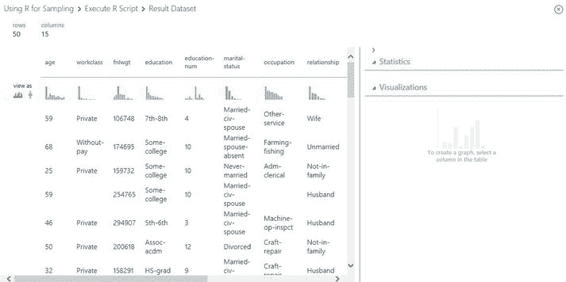 Using R for Sampling > Execute R Script > Result Dataset
rows columns
50 15
age workclass fnlwgt education education-num marital-status occupation relationship
view as
59 Private 106748 7th-8th 4 Married-civ-spouse Other-service Wife
68 Without-pay 174695 Some-college 10 Married-spouse-absent Farming-fishing Unmarried
25 Private 159732 Some-college 10 Never-married Adm-clerical Not-in-family
59 254765 Some-college 10 Married-civ-spouse Husband
46 Private 294907 5th-6th 3 Married-civ-spouse Machine-op-inspct Husband
50 Private 200618 Assoc-acdm 12 Divorced Craft-repair Not-in-family
32 Private 158291 HS-grad 9 Married-civ- Craft-repair Husband
Statistics
Visualizations
To create a graph, select a
column in the table